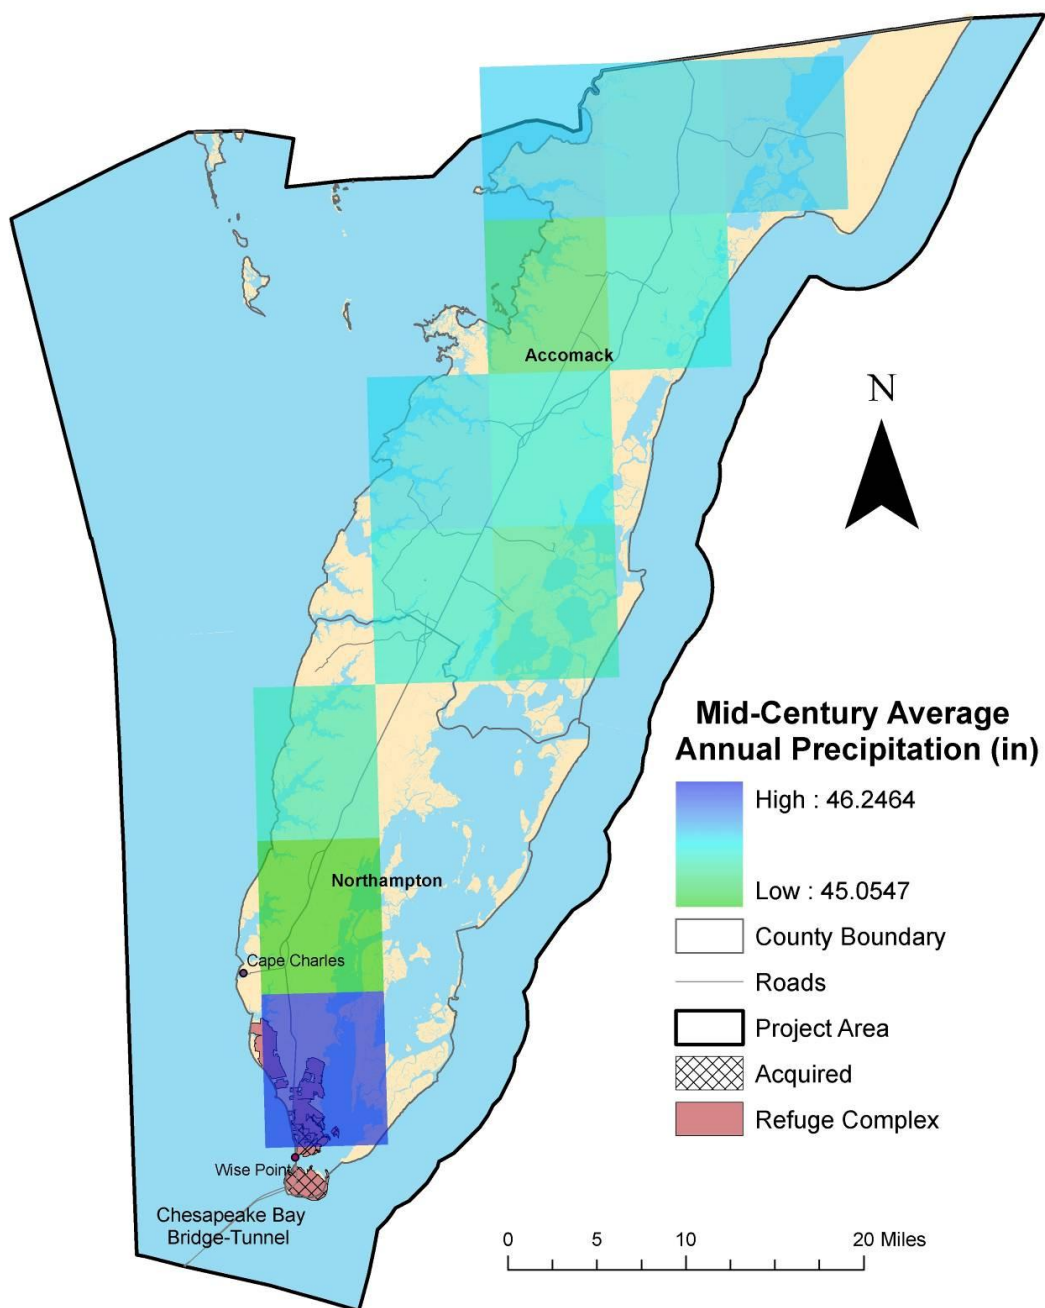 Accomack
N
Mid-Century Average
Annual Precipitation (in)
High : 46.2464
Low : 45.0547
County Boundary
Roads
Project Area
Acquired
Refuge Complex
Northampton
Cape Charles
Wise Point
Chesapeake Bay
Bridge-Tunnel
0 5 10 20 Miles